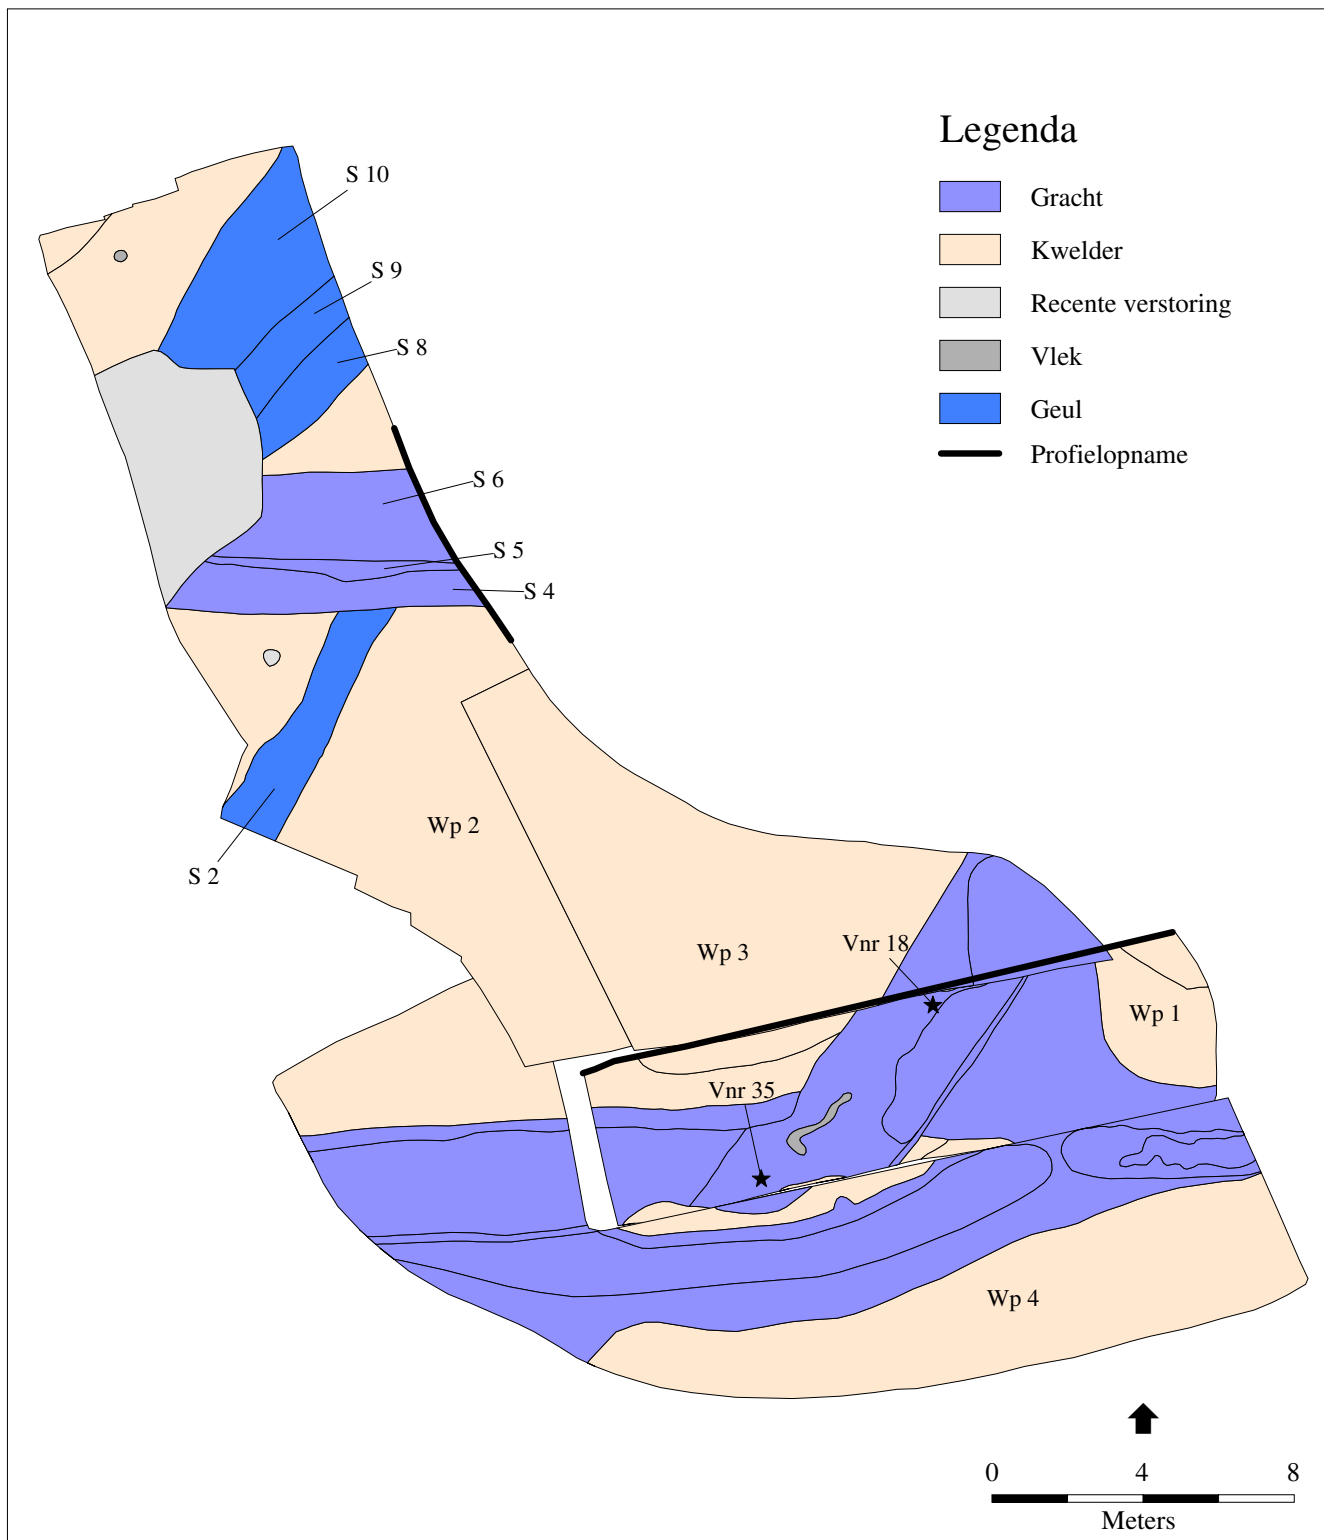 Legenda
Gracht
Kwelder
Recente verstoring
Vlek
Geul
Profielopname
S 10
S 9
S 8
S 6
S 5
S 4
S 2
Wp 2
Wp 3
Vnr 18
Wp 1
Vnr 35
Wp 4
0 4 8
Meters